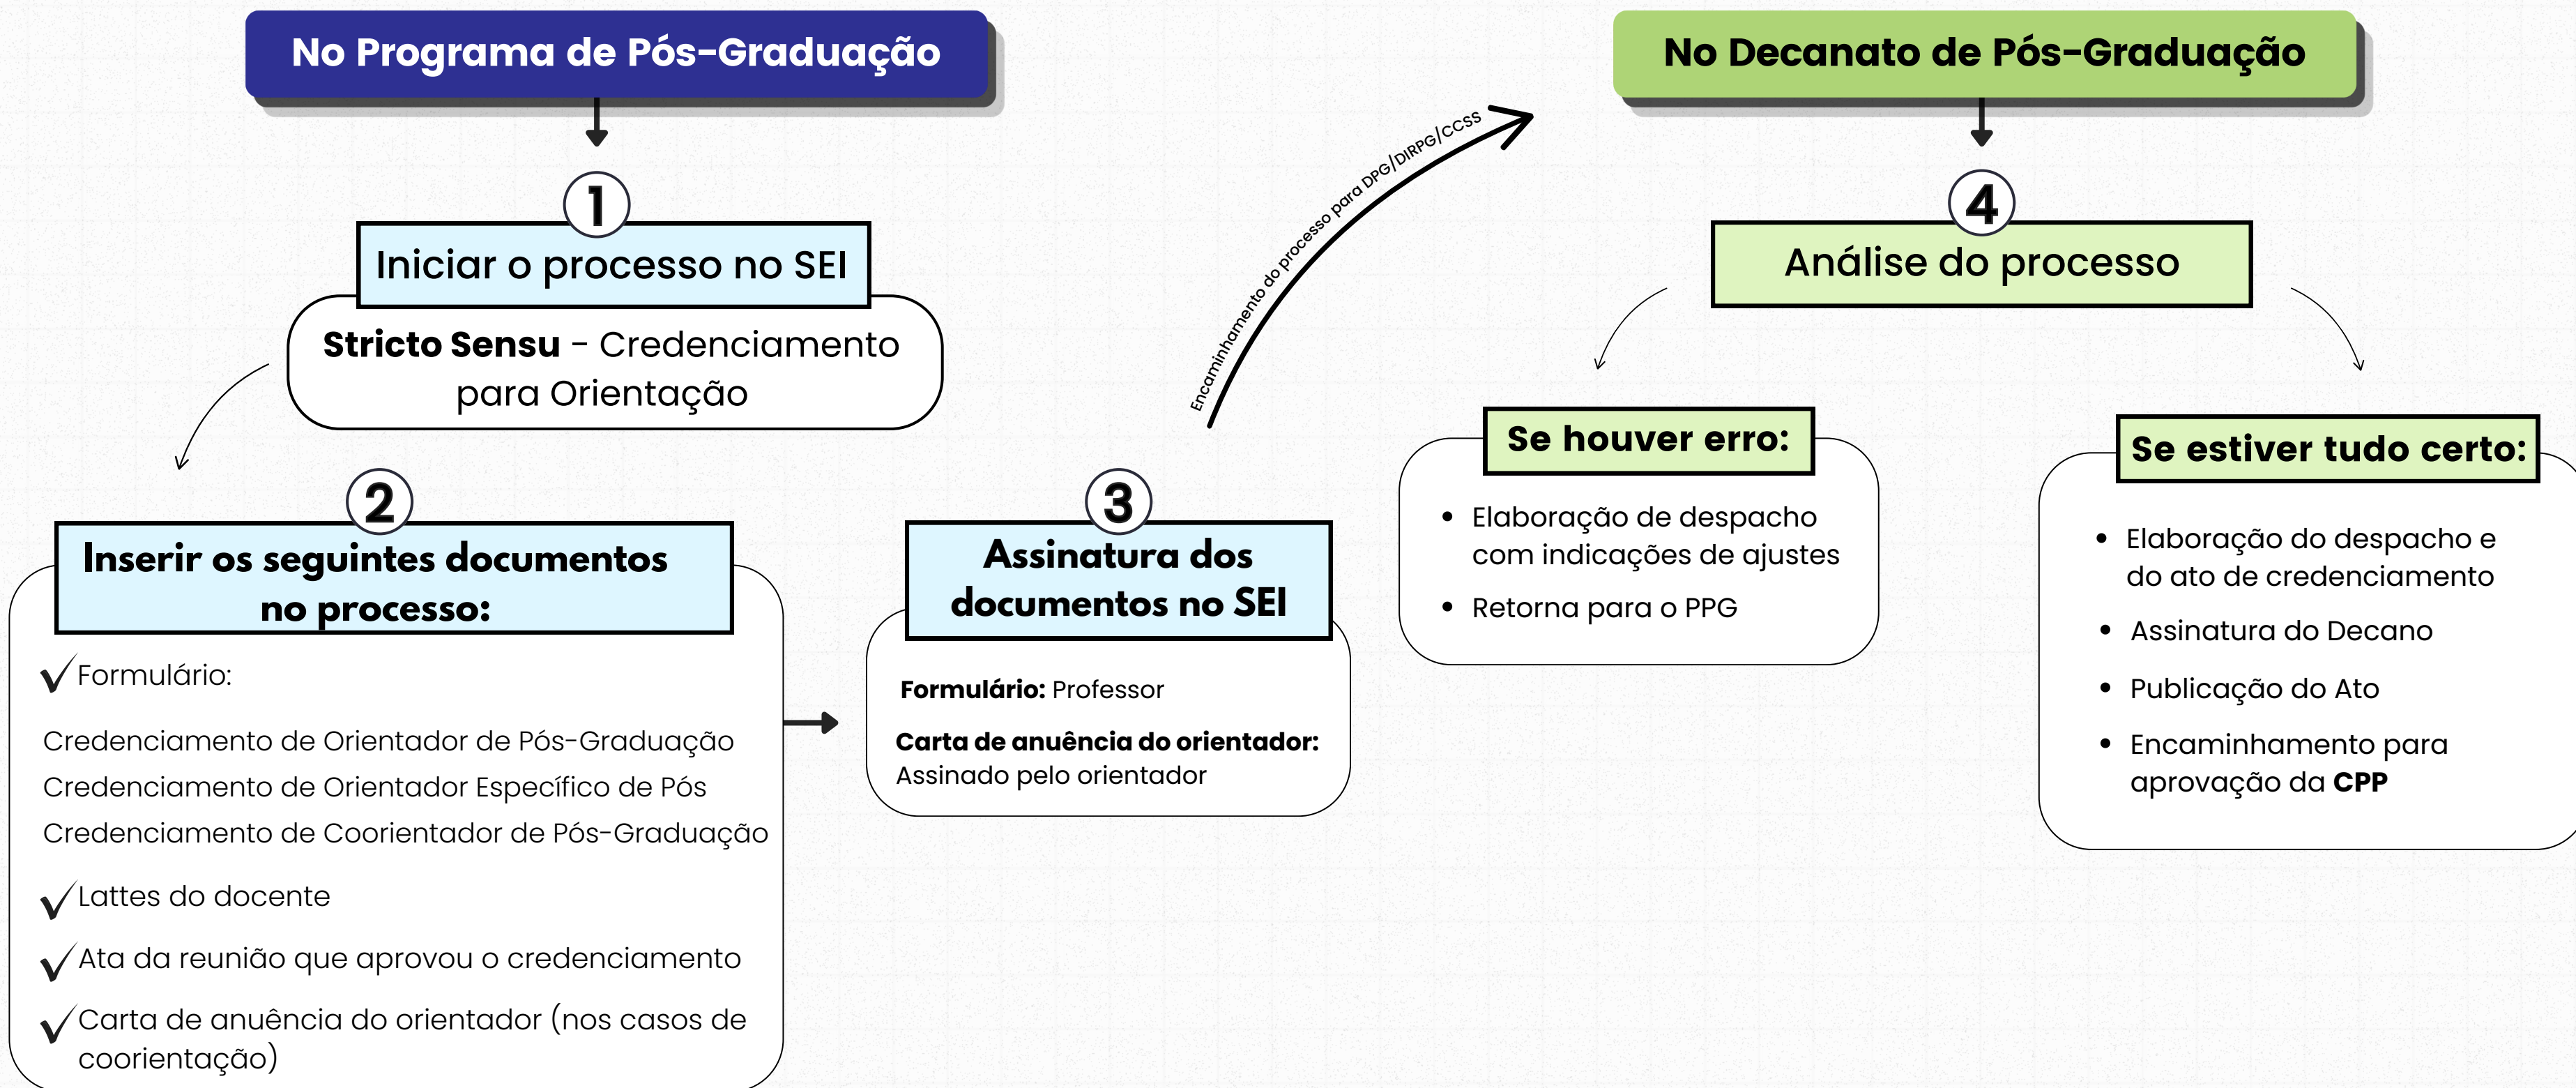 No Programa de Pós-Graduação
1
Iniciar o processo no SEI
Stricto Sensu - Credenciamento
para Orientação
2
Inserir os seguintes documentos
no processo:
Formulário:
Credenciamento de Orientador de Pós-Graduação
Credenciamento de Orientador Específico de Pós
Credenciamento de Coorientador de Pós-Graduação
Lattes do docente
Ata da reunião que aprovou o credenciamento
Carta de anuência do orientador (nos casos de
coorientação)
3
Assinatura dos
documentos no SEI
Formulário: Professor
Carta de anuência do orientador:
Assinado pelo orientador
Encaminhamento do processo para DPG/DIRPG/CCSS
No Decanato de Pós-Graduação
4
Análise do processo
Se houver erro:
Elaboração de despacho
com indicações de ajustes
Retorna para o PPG
Se estiver tudo certo:
Elaboração do despacho e
do ato de credenciamento
Assinatura do Decano
Publicação do Ato
Encaminhamento para
aprovação da CPP